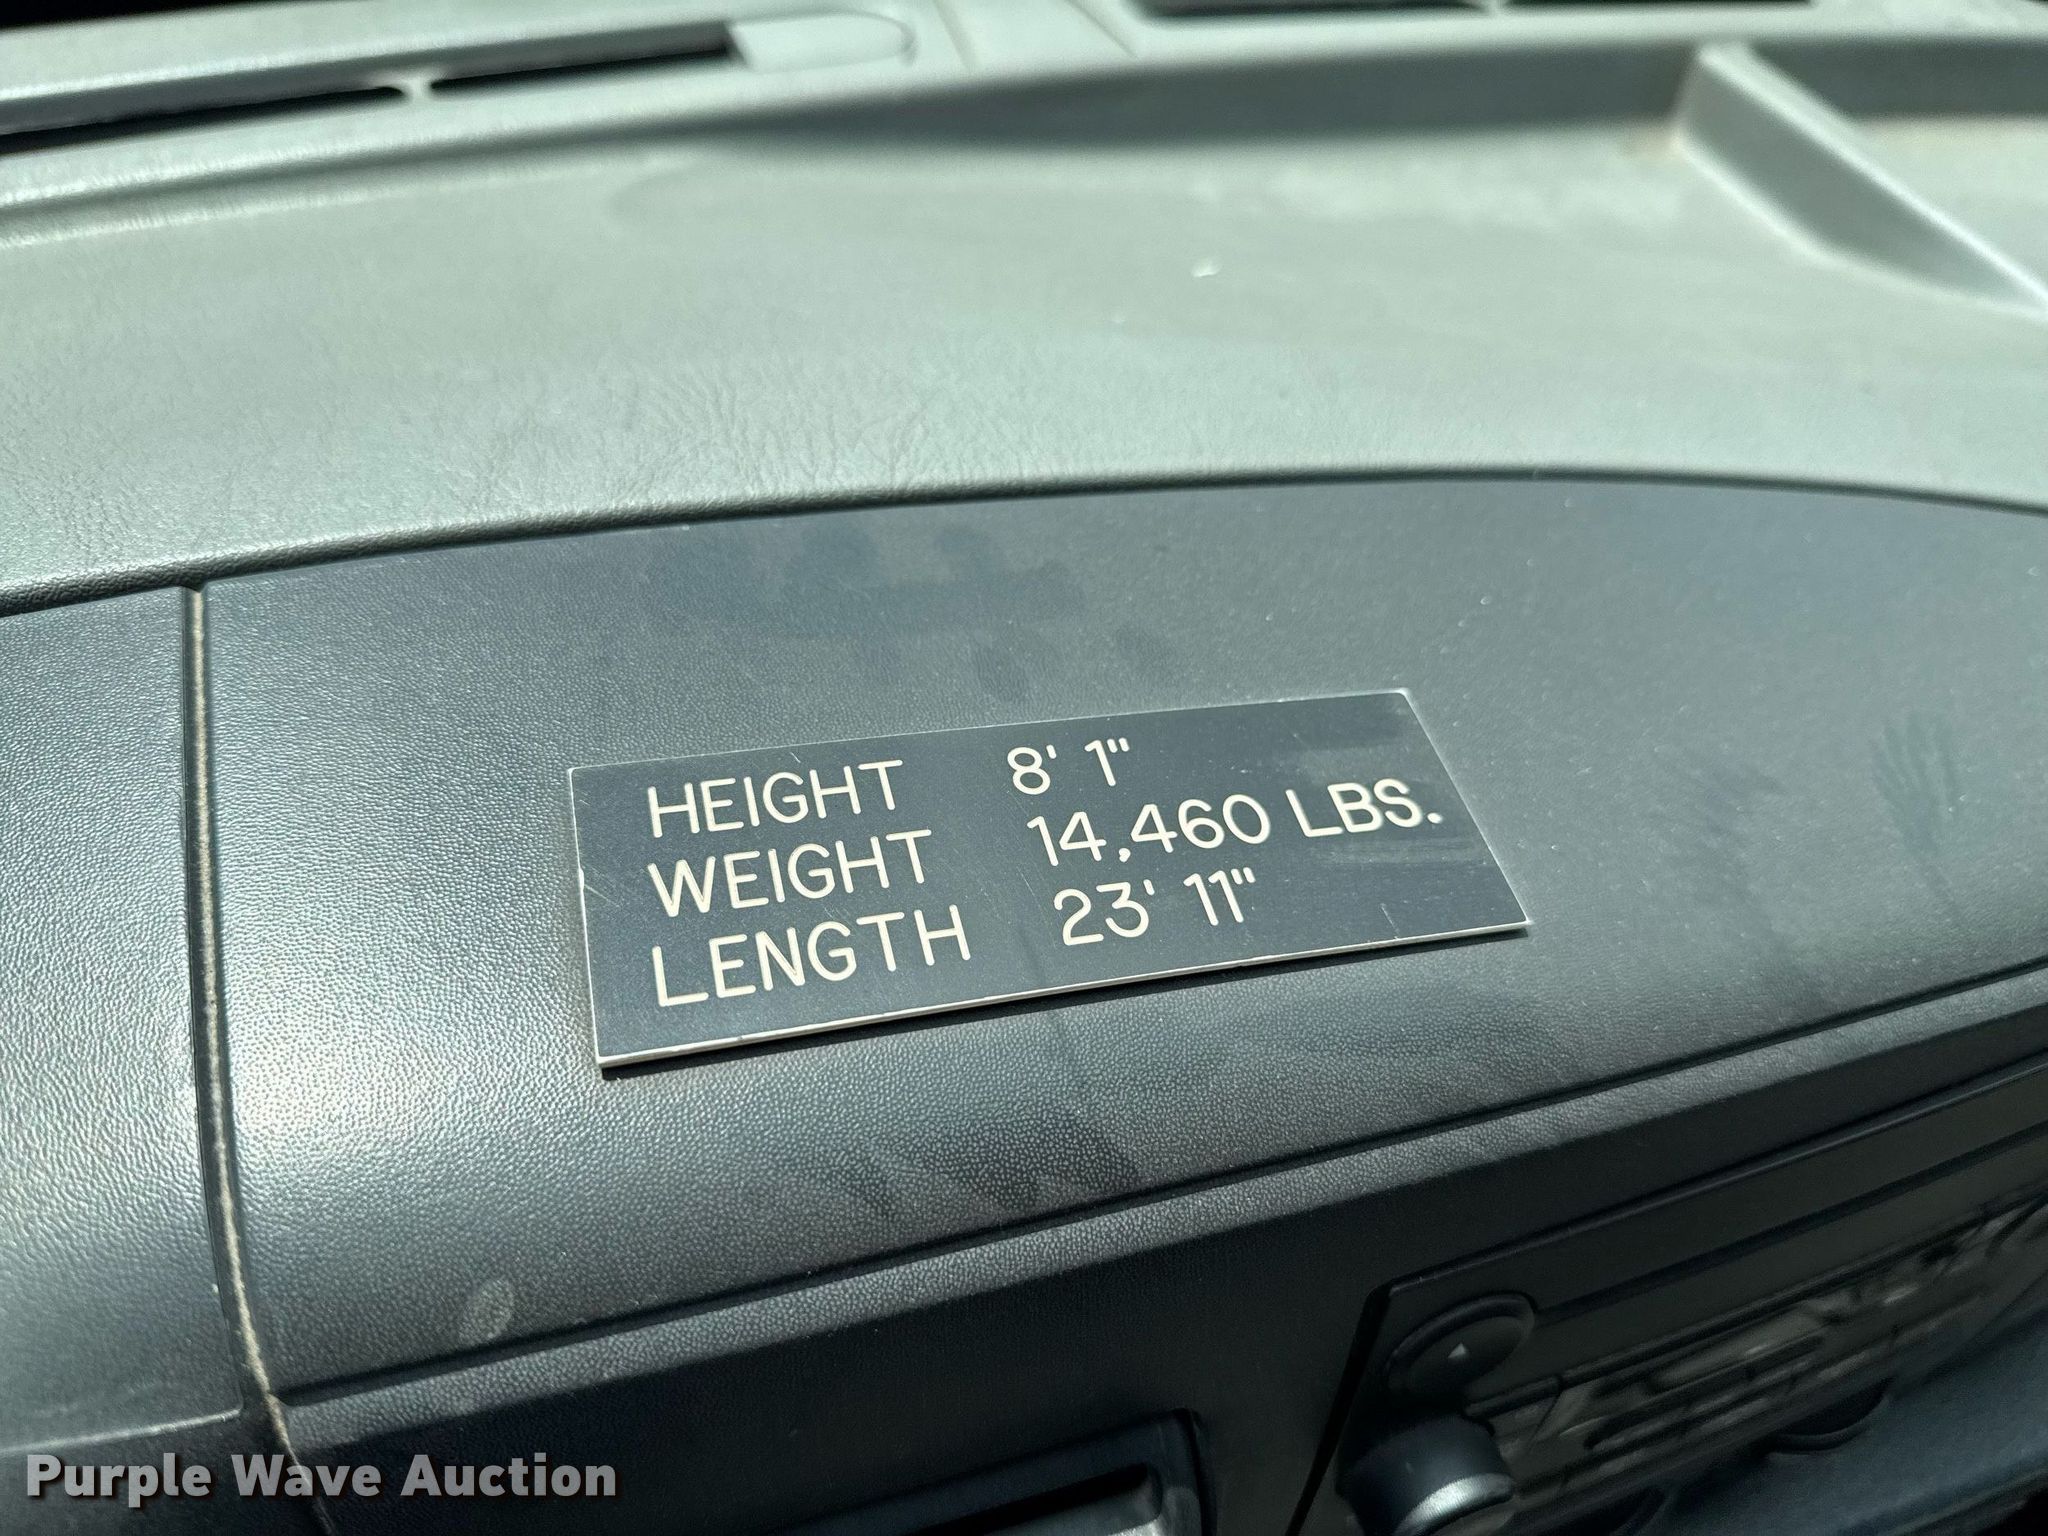 HEIGHT 8' 1"
WEIGHT 14,460 LBS.
LENGTH 23' 11"
Purple Wave Auction